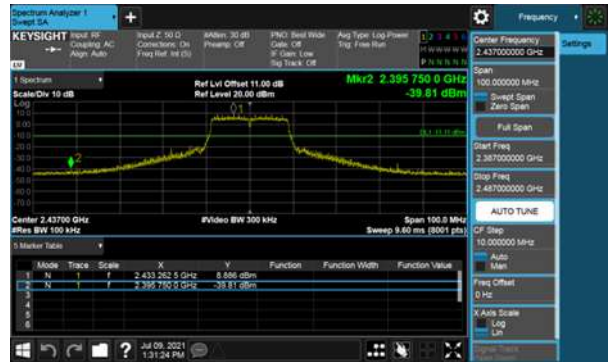 Spectrum Analyzer 1
Swept SA
+
Frequency
KEYSIGHT
Input: RF
Coupling: AC
Align: Auto
Input Z: 50 Ω
Corrections: On
Freq Ref: Int (S)
#Atten: 30 dB
Preamp: Off
PNO: Best Wide
Gate: Off
IF Gain: Low
Sig Track: Off
Avg Type: Log-Power
Trig: Free Run
1 2 3 4 5 6
M W W W W W
P N N N N N
1 Spectrum
Scale/Div 10 dB
Log
Ref Lvl Offset 11.00 dB
Ref Level 20.00 dBm
Mkr2 2.395 750 0 GHz
-39.81 dBm
Center 2.43700 GHz
#Res BW 100 kHz
#Video BW 300 kHz
Span 100.0 MHz
Sweep 9.60 ms (8001 pts)
5 Marker Table
Mode Trace Scale X Y Function Function Width Function Value
1 N 1 f 2.433 262 5 GHz 8.886 dBm
2 N 1 f 2.395 750 0 GHz -39.81 dBm
3
4
5
6
Center Frequency
2.437000000 GHz
Settings
Span
100.000000 MHz
Swept Span
Zero Span
Full Span
Start Freq
2.387000000 GHz
Stop Freq
2.487000000 GHz
AUTO TUNE
CF Step
10.000000 MHz
Auto
Man
Freq Offset
0 Hz
X Axis Scale
Log
Lin
Signal Track
?
Jul 09, 2021
1:31:24 PM